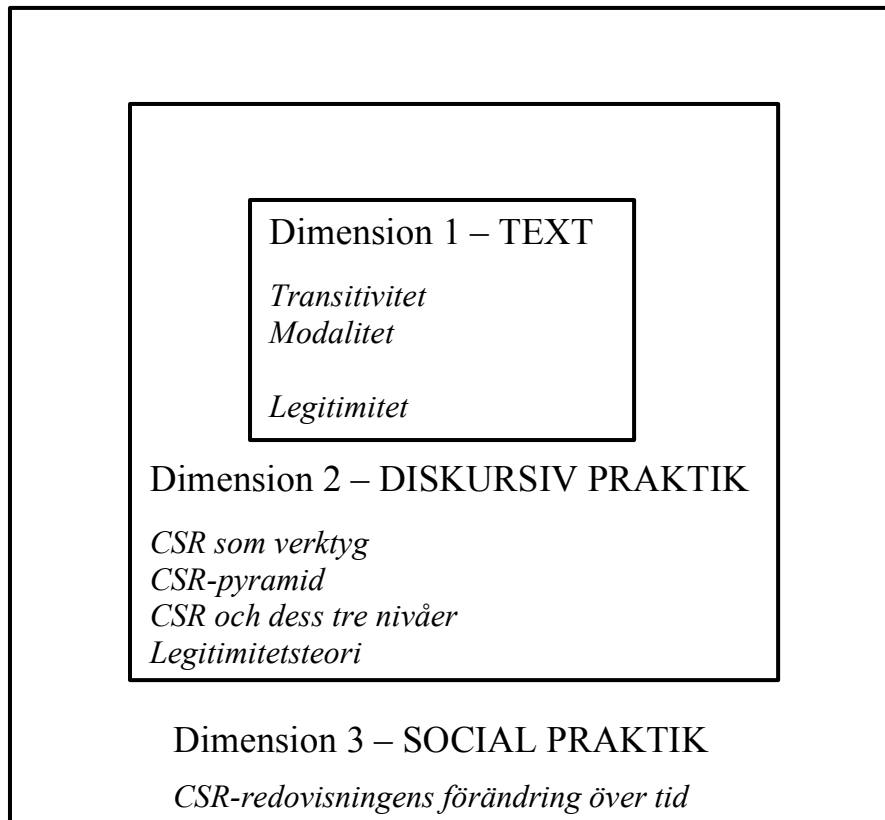 Dimension 1 – TEXT
Transitivitet
Modalitet
Legitimitet
Dimension 2 – DISKURSIV PRAKTIK
CSR som verktyg
CSR-pyramid
CSR och dess tre nivåer
Legitimitetsteori
Dimension 3 – SOCIAL PRAKTIK
CSR-redovisningens förändring över tid